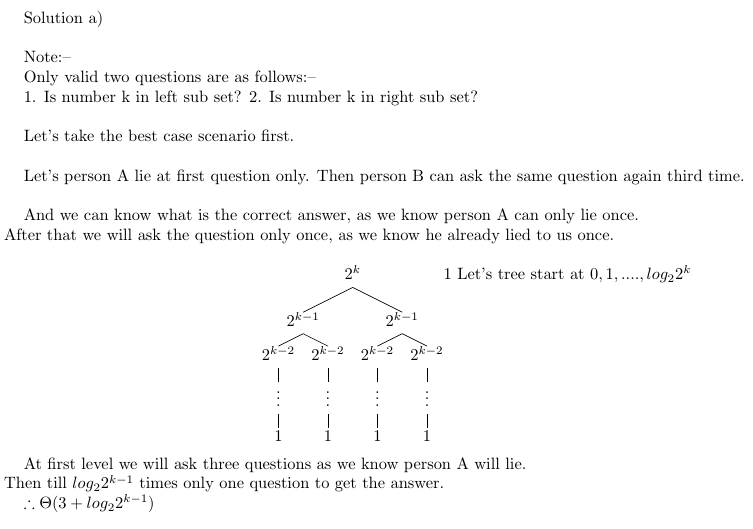 Solution a)
Note:–
Only valid two questions are as follows:–
1. Is number k in left sub set? 2. Is number k in right sub set?
Let's take the best case scenario first.
Let's person A lie at first question only. Then person B can ask the same question again third time.
And we can know what is the correct answer, as we know person A can only lie once.
After that we will ask the question only once, as we know he already lied to us once.
2^k 1 Let's tree start at 0, 1, ...., log_2 2^k
2^{k−1} 2^{k−1}
2^{k−2} 2^{k−2} 2^{k−2} 2^{k−2}
⋮ ⋮ ⋮ ⋮
1 1 1 1
At first level we will ask three questions as we know person A will lie.
Then till log_2 2^{k−1} times only one question to get the answer.
∴ Θ(3 + log_2 2^{k−1})